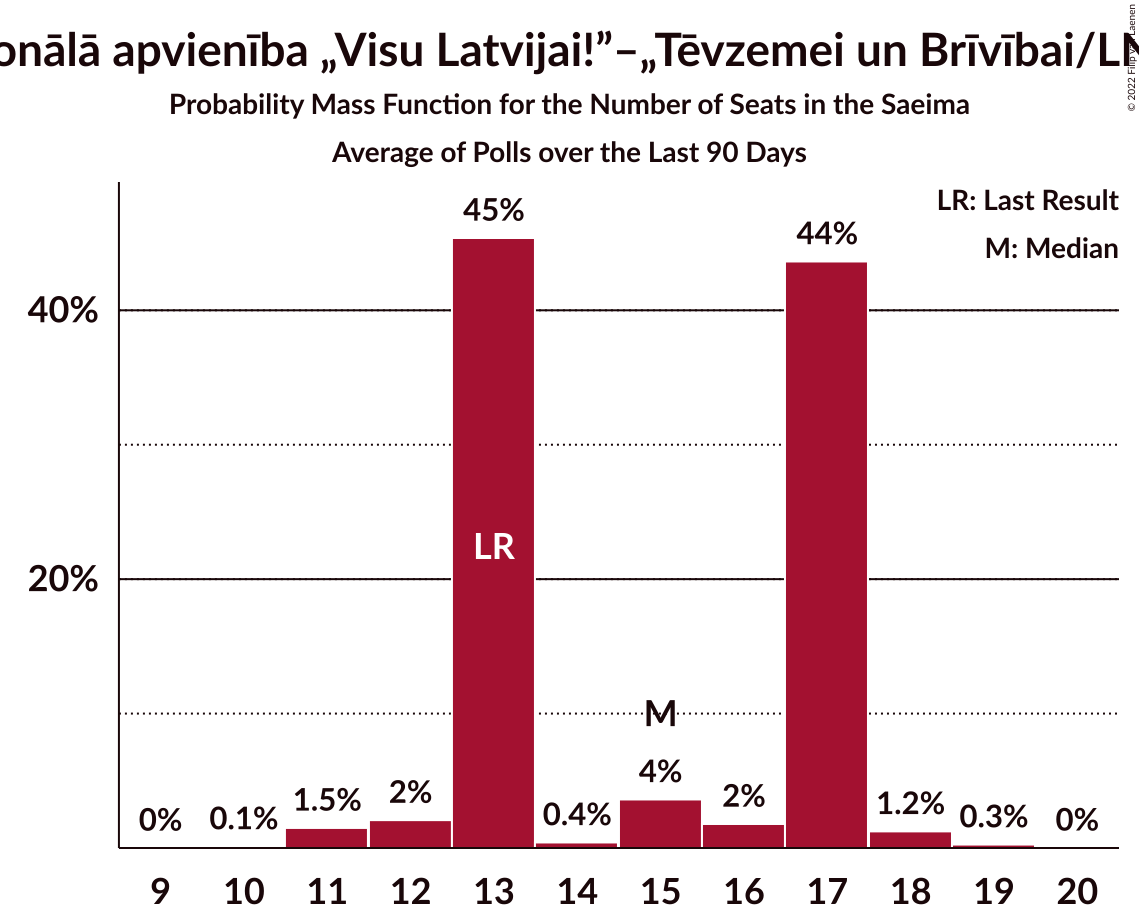 onālā apvienība „Visu Latvijai!”–„Tēvzemei un Brīvībai/LN
© 2022 Filip van Laenen
Probability Mass Function for the Number of Seats in the Saeima
Average of Polls over the Last 90 Days
LR: Last Result
M: Median
45%
44%
40%
LR
20%
M
0%
0.1%
1.5%
2%
0.4%
4%
2%
1.2%
0.3%
0%
9 10 11 12 13 14 15 16 17 18 19 20